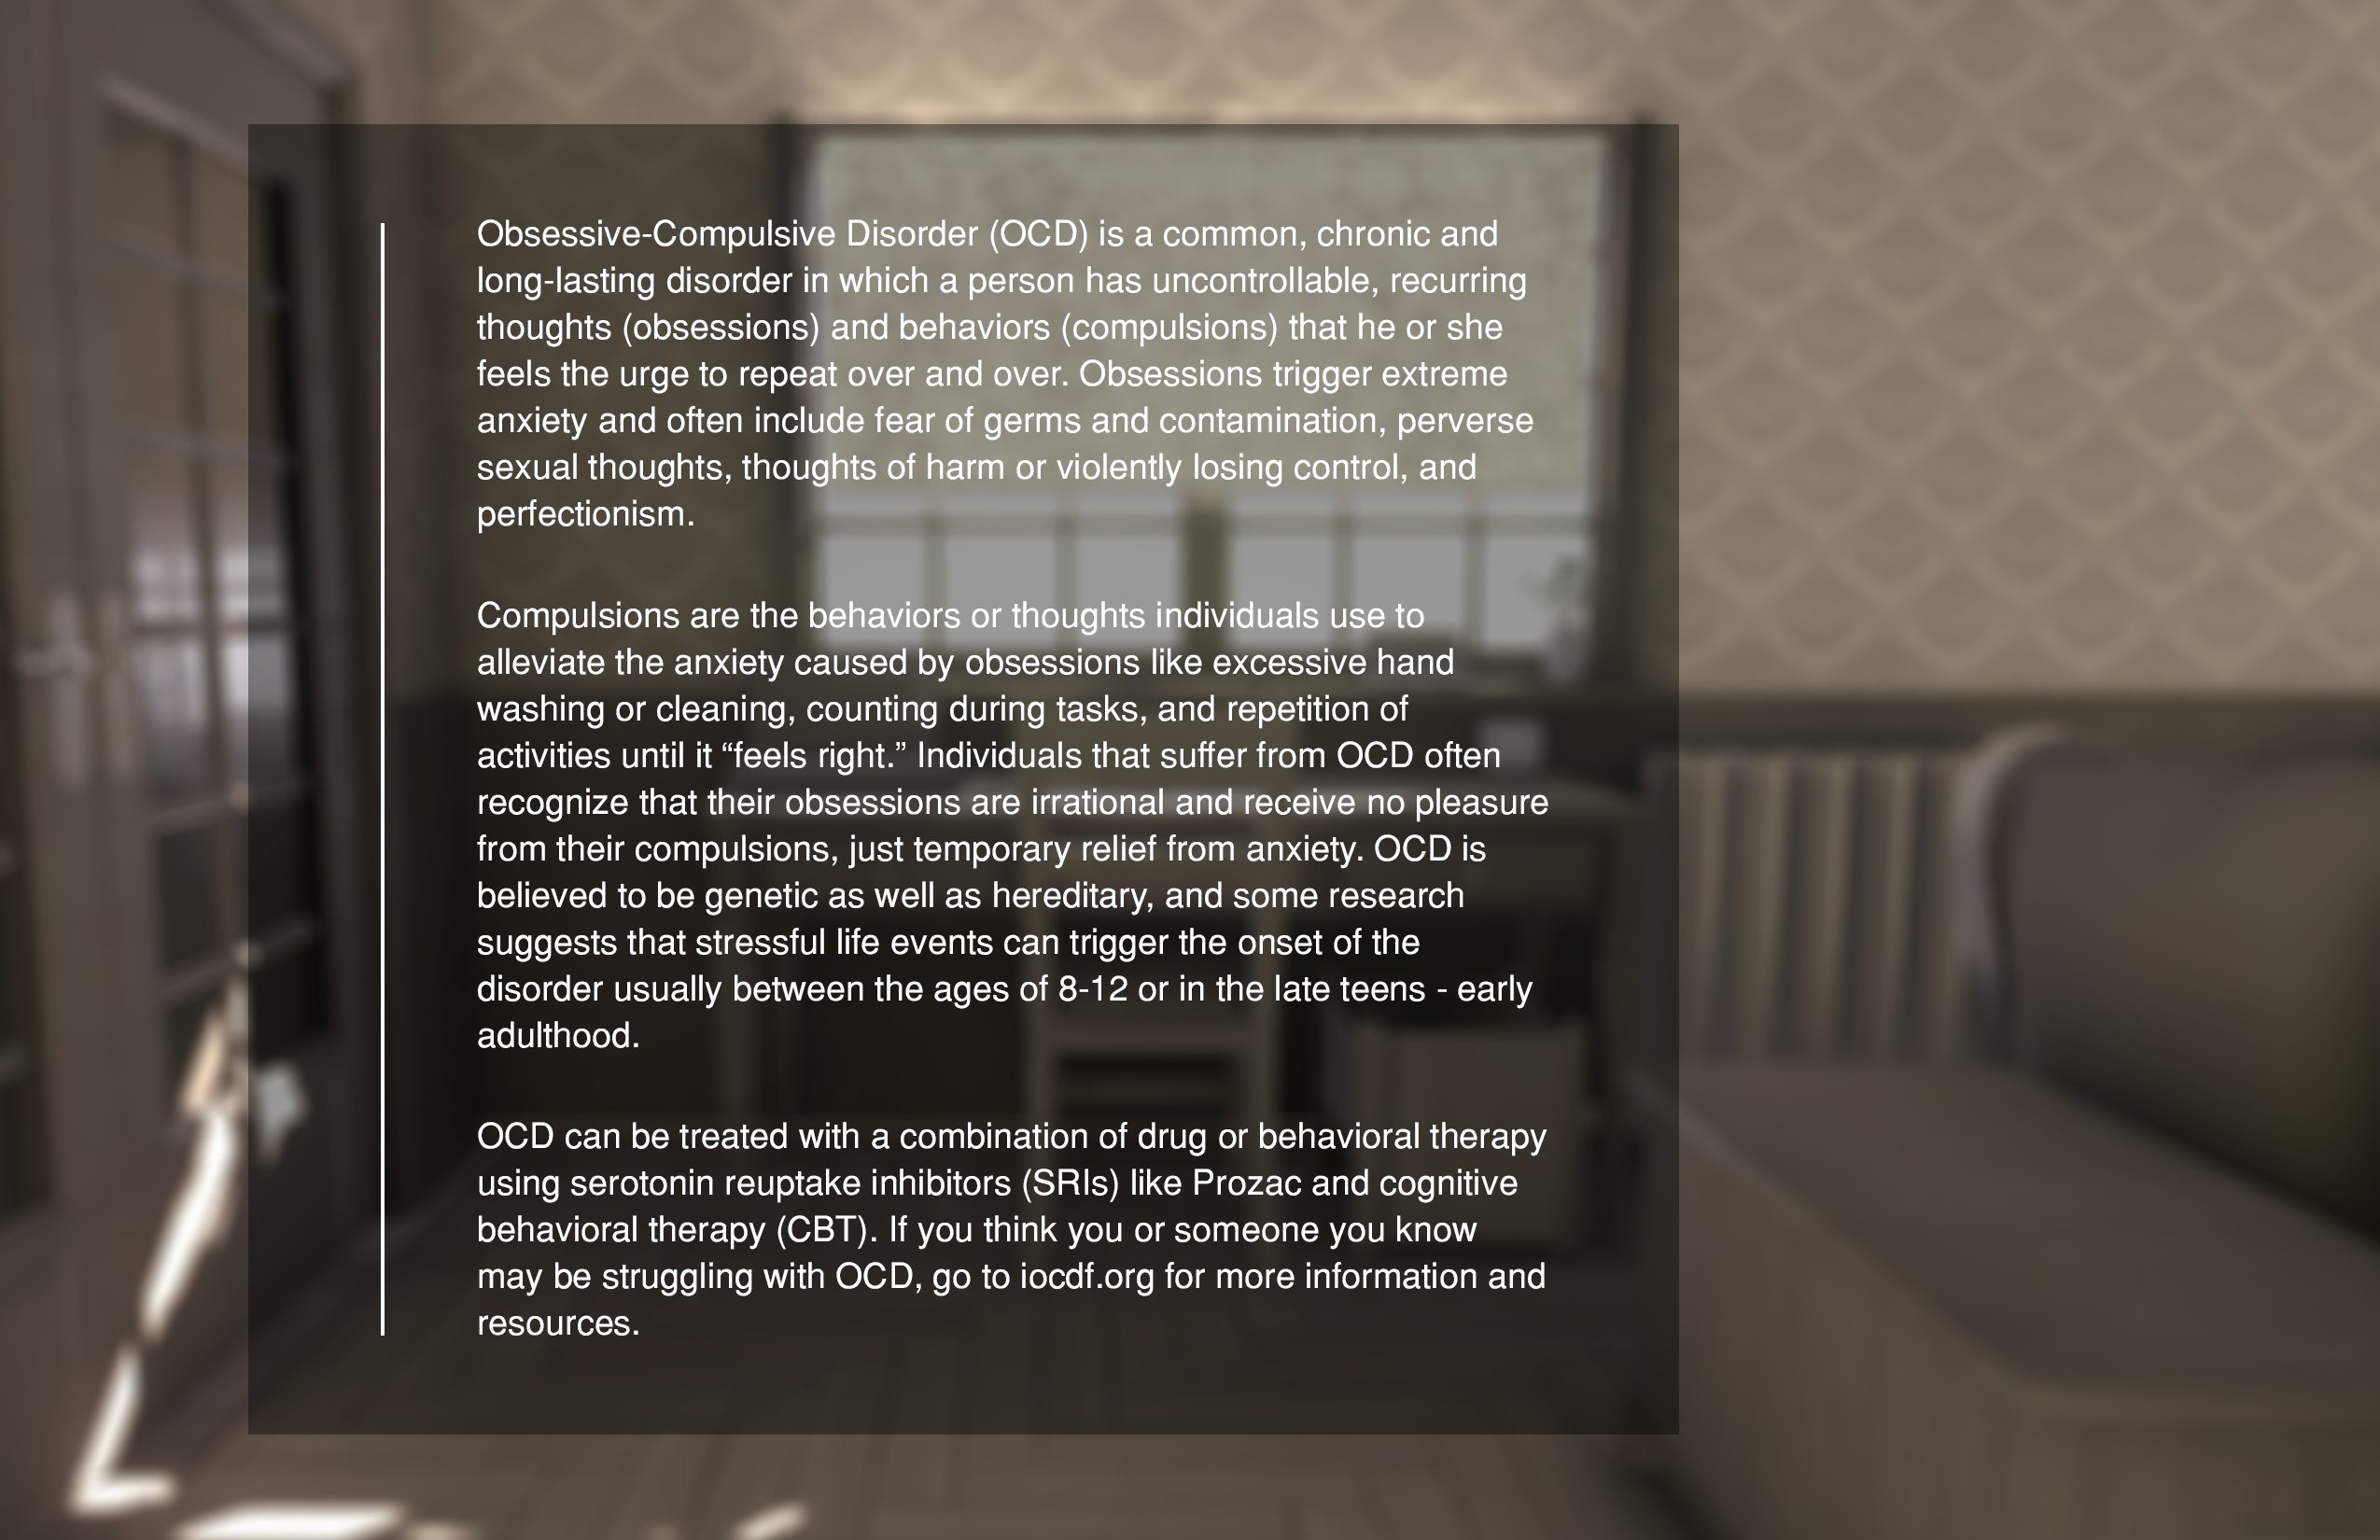 Obsessive-Compulsive Disorder (OCD) is a common, chronic and
long-lasting disorder in which a person has uncontrollable, recurring
thoughts (obsessions) and behaviors (compulsions) that he or she
feels the urge to repeat over and over. Obsessions trigger extreme
anxiety and often include fear of germs and contamination, perverse
sexual thoughts, thoughts of harm or violently losing control, and
perfectionism.
Compulsions are the behaviors or thoughts individuals use to
alleviate the anxiety caused by obsessions like excessive hand
washing or cleaning, counting during tasks, and repetition of
activities until it “feels right.” Individuals that suffer from OCD often
recognize that their obsessions are irrational and receive no pleasure
from their compulsions, just temporary relief from anxiety. OCD is
believed to be genetic as well as hereditary, and some research
suggests that stressful life events can trigger the onset of the
disorder usually between the ages of 8-12 or in the late teens - early
adulthood.
OCD can be treated with a combination of drug or behavioral therapy
using serotonin reuptake inhibitors (SRIs) like Prozac and cognitive
behavioral therapy (CBT). If you think you or someone you know
may be struggling with OCD, go to iocdf.org for more information and
resources.